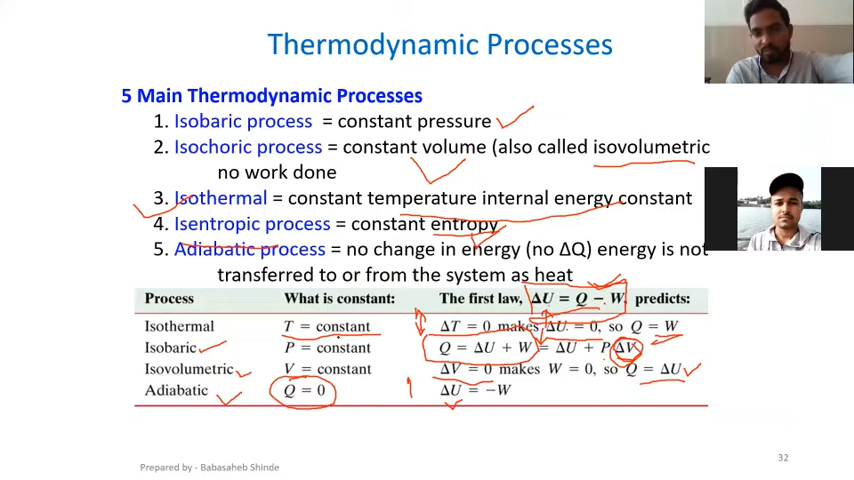 Thermodynamic Processes
5 Main Thermodynamic Processes
1. Isobaric process = constant pressure
2. Isochoric process = constant volume (also called isovolumetric
no work done
3. Isothermal = constant temperature internal energy constant
4. Isentropic process = constant entropy
5. Adiabatic process = no change in energy (no ΔQ) energy is not
transferred to or from the system as heat
Process What is constant: The first law, ΔU = Q − W, predicts:
Isothermal T = constant ΔT = 0 makes ΔU = 0, so Q = W
Isobaric P = constant Q = ΔU + W = ΔU + P ΔV
Isovolumetric V = constant ΔV = 0 makes W = 0, so Q = ΔU
Adiabatic Q = 0 ΔU = −W
32
Prepared by - Babasaheb Shinde